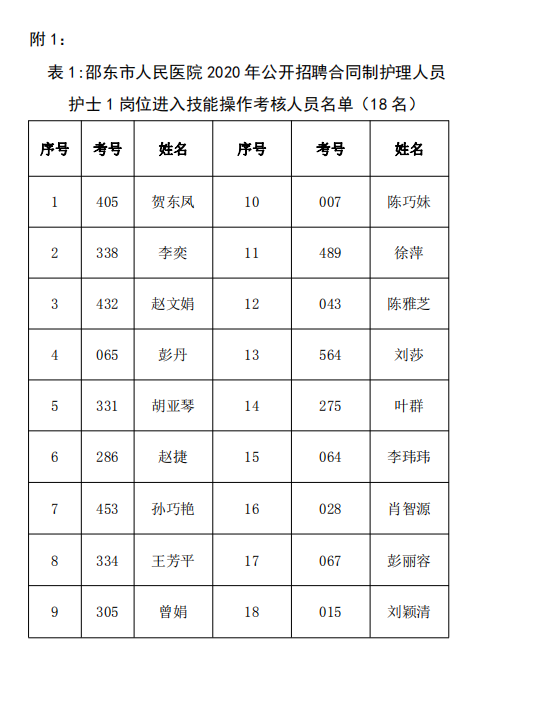 附1：
表1:邵东市人民医院2020年公开招聘合同制护理人员
护士1岗位进入技能操作考核人员名单（18名）
序号 考号 姓名 序号 考号 姓名
1 405 贺东凤 10 007 陈巧妹
2 338 李奕 11 489 徐萍
3 432 赵文娟 12 043 陈雅芝
4 065 彭丹 13 564 刘莎
5 331 胡亚琴 14 275 叶群
6 286 赵捷 15 064 李玮玮
7 453 孙巧艳 16 028 肖智源
8 334 王芳平 17 067 彭丽容
9 305 曾娟 18 015 刘颖清